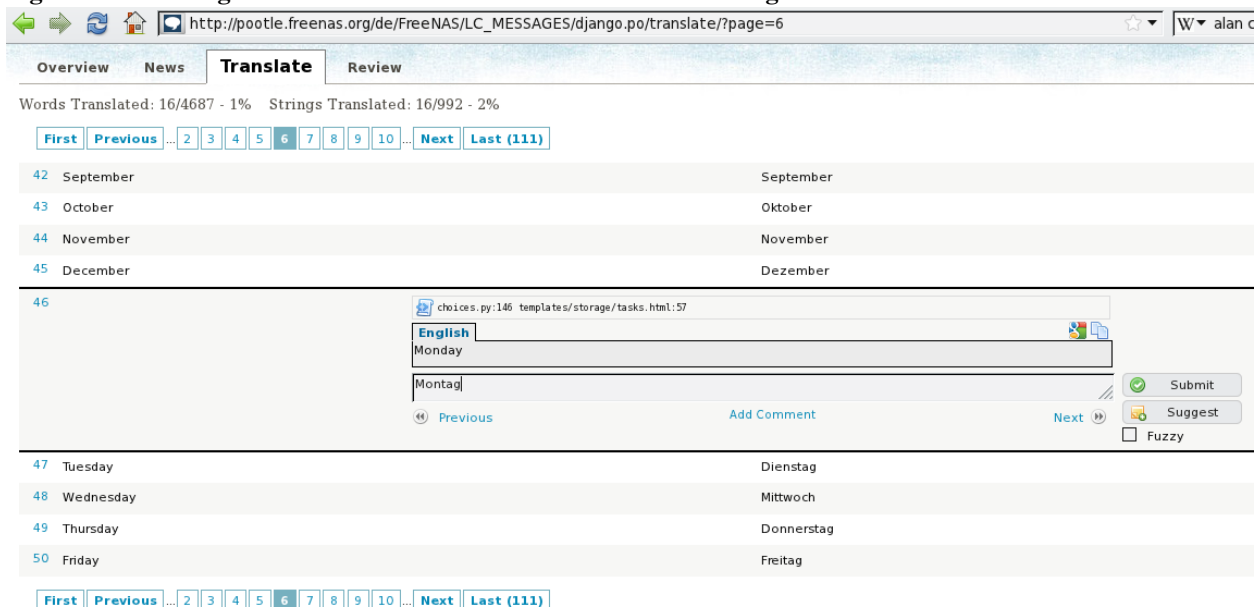 http://pootle.freenas.org/de/FreeNAS/LC_MESSAGES/django.po/translate/?page=6 W alan c
Overview News Translate Review
Words Translated: 16/4687 - 1% Strings Translated: 16/992 - 2%
First Previous ... 2 3 4 5 6 7 8 9 10 ... Next Last (111)
42 September September
43 October Oktober
44 November November
45 December Dezember
46 choices.py:146 templates/storage/tasks.html:57
English
Monday
Montag
Submit
Previous Add Comment Next Suggest
Fuzzy
47 Tuesday Dienstag
48 Wednesday Mittwoch
49 Thursday Donnerstag
50 Friday Freitag
First Previous ... 2 3 4 5 6 7 8 9 10 ... Next Last (111)